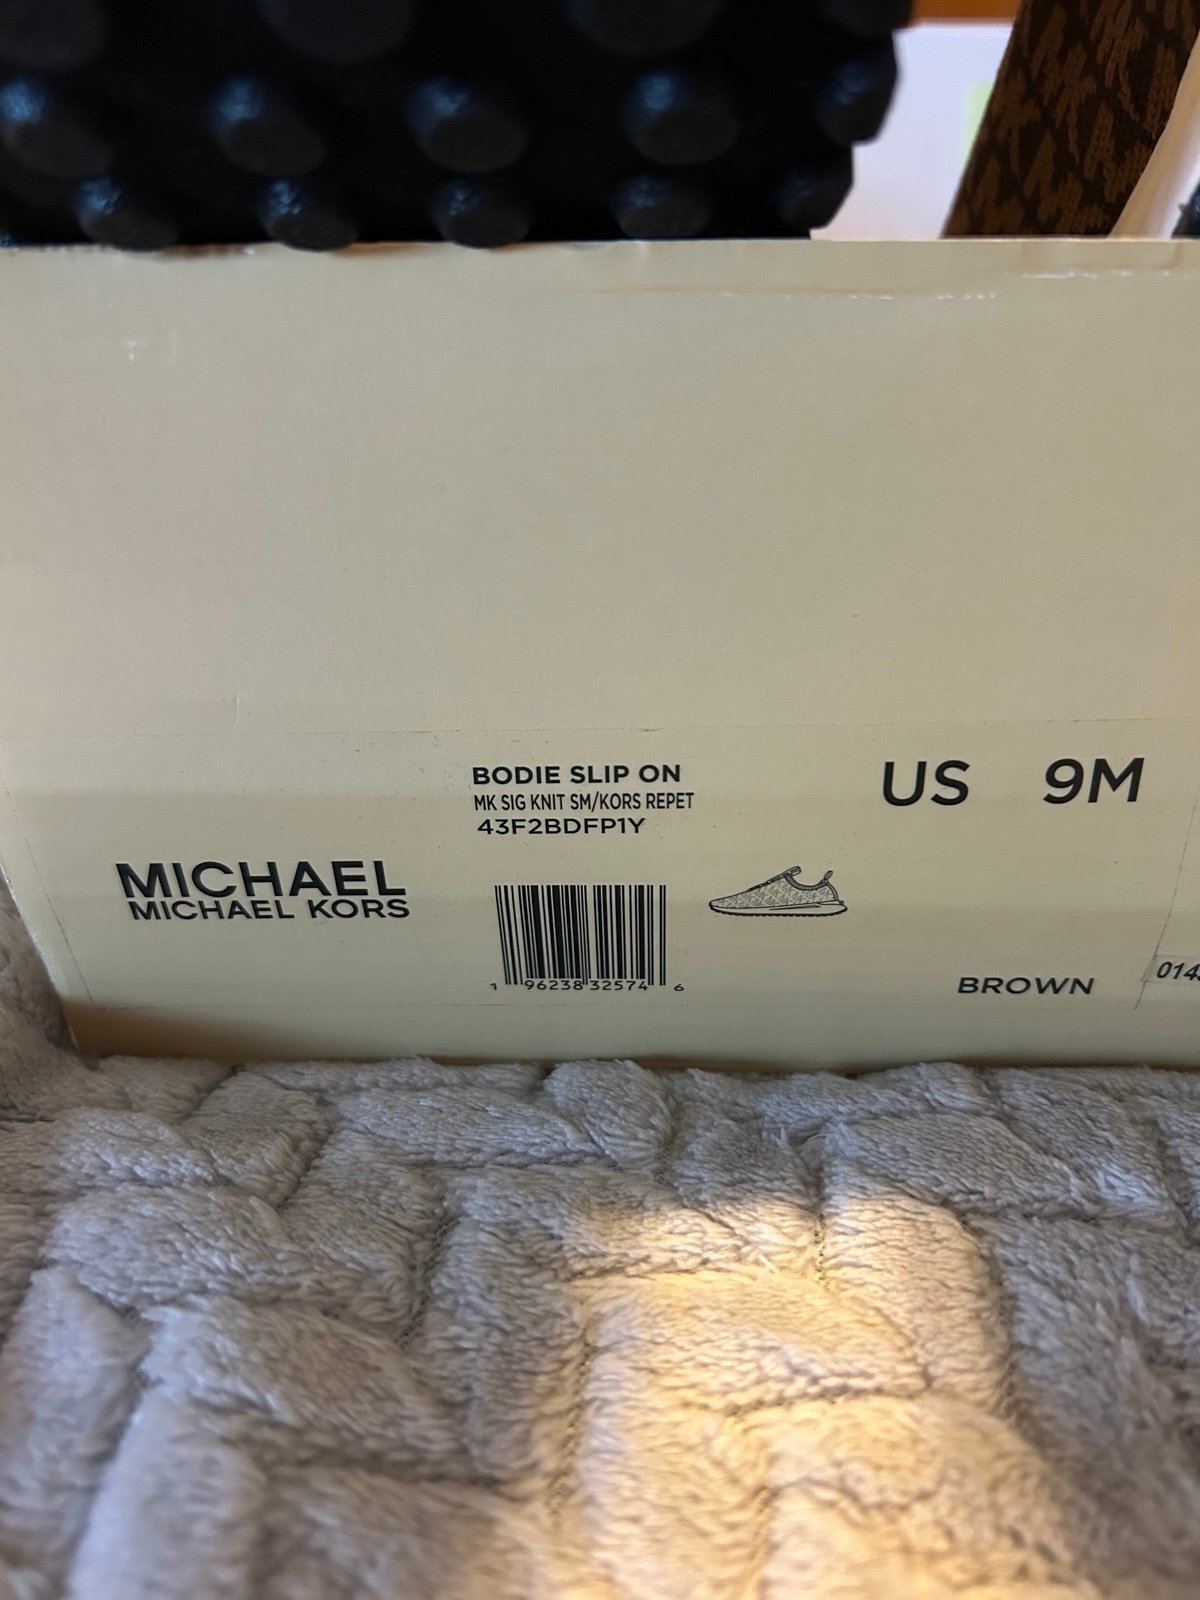 BODIE SLIP ON
MK SIG KNIT SM/KORS REPET
43F2BDFP1Y
US 9M
MICHAEL
MICHAEL KORS
1 96238 32574 6
BROWN